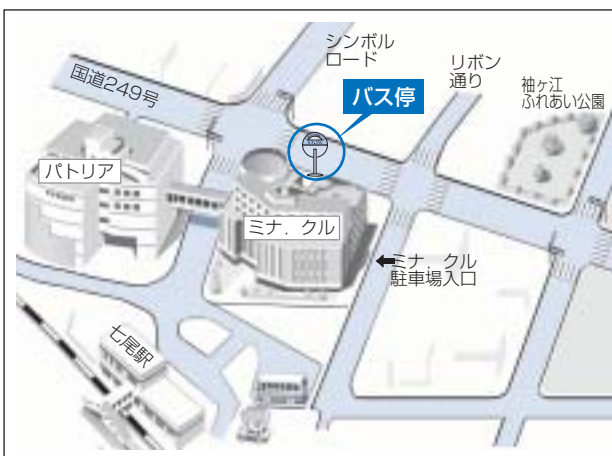 シンボル
ロード
リボン
通り
国道249号
バス停
袖ヶ江
ふれあい公園
パトリア
ミナ．クル
ミナ．クル
駐車場入口
七尾駅